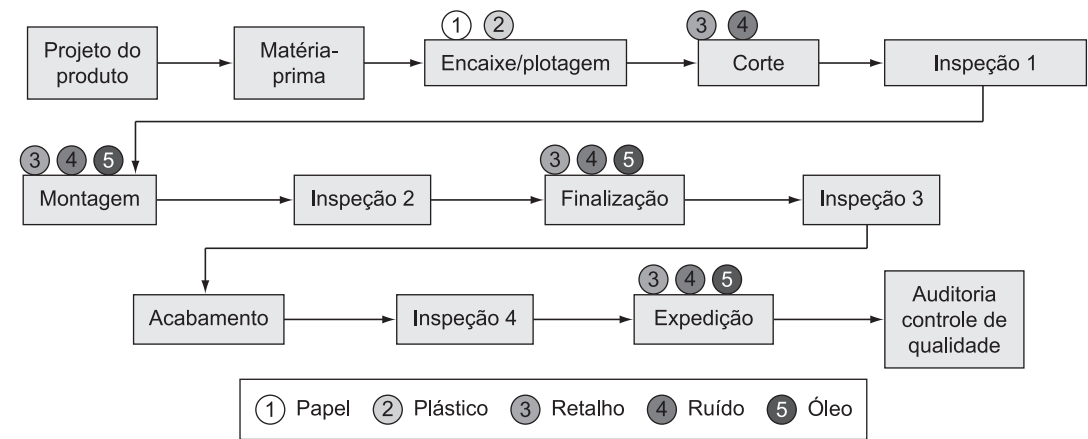 1 2 3 4
Projeto do
produto
Matéria-
prima
Encaixe/plotagem
Corte
Inspeção 1
3 4 5 3 4 5
Montagem
Inspeção 2
Finalização
Inspeção 3
3 4 5
Acabamento
Inspeção 4
Expedição
Auditoria
controle de
qualidade
1 Papel 2 Plástico 3 Retalho 4 Ruído 5 Óleo